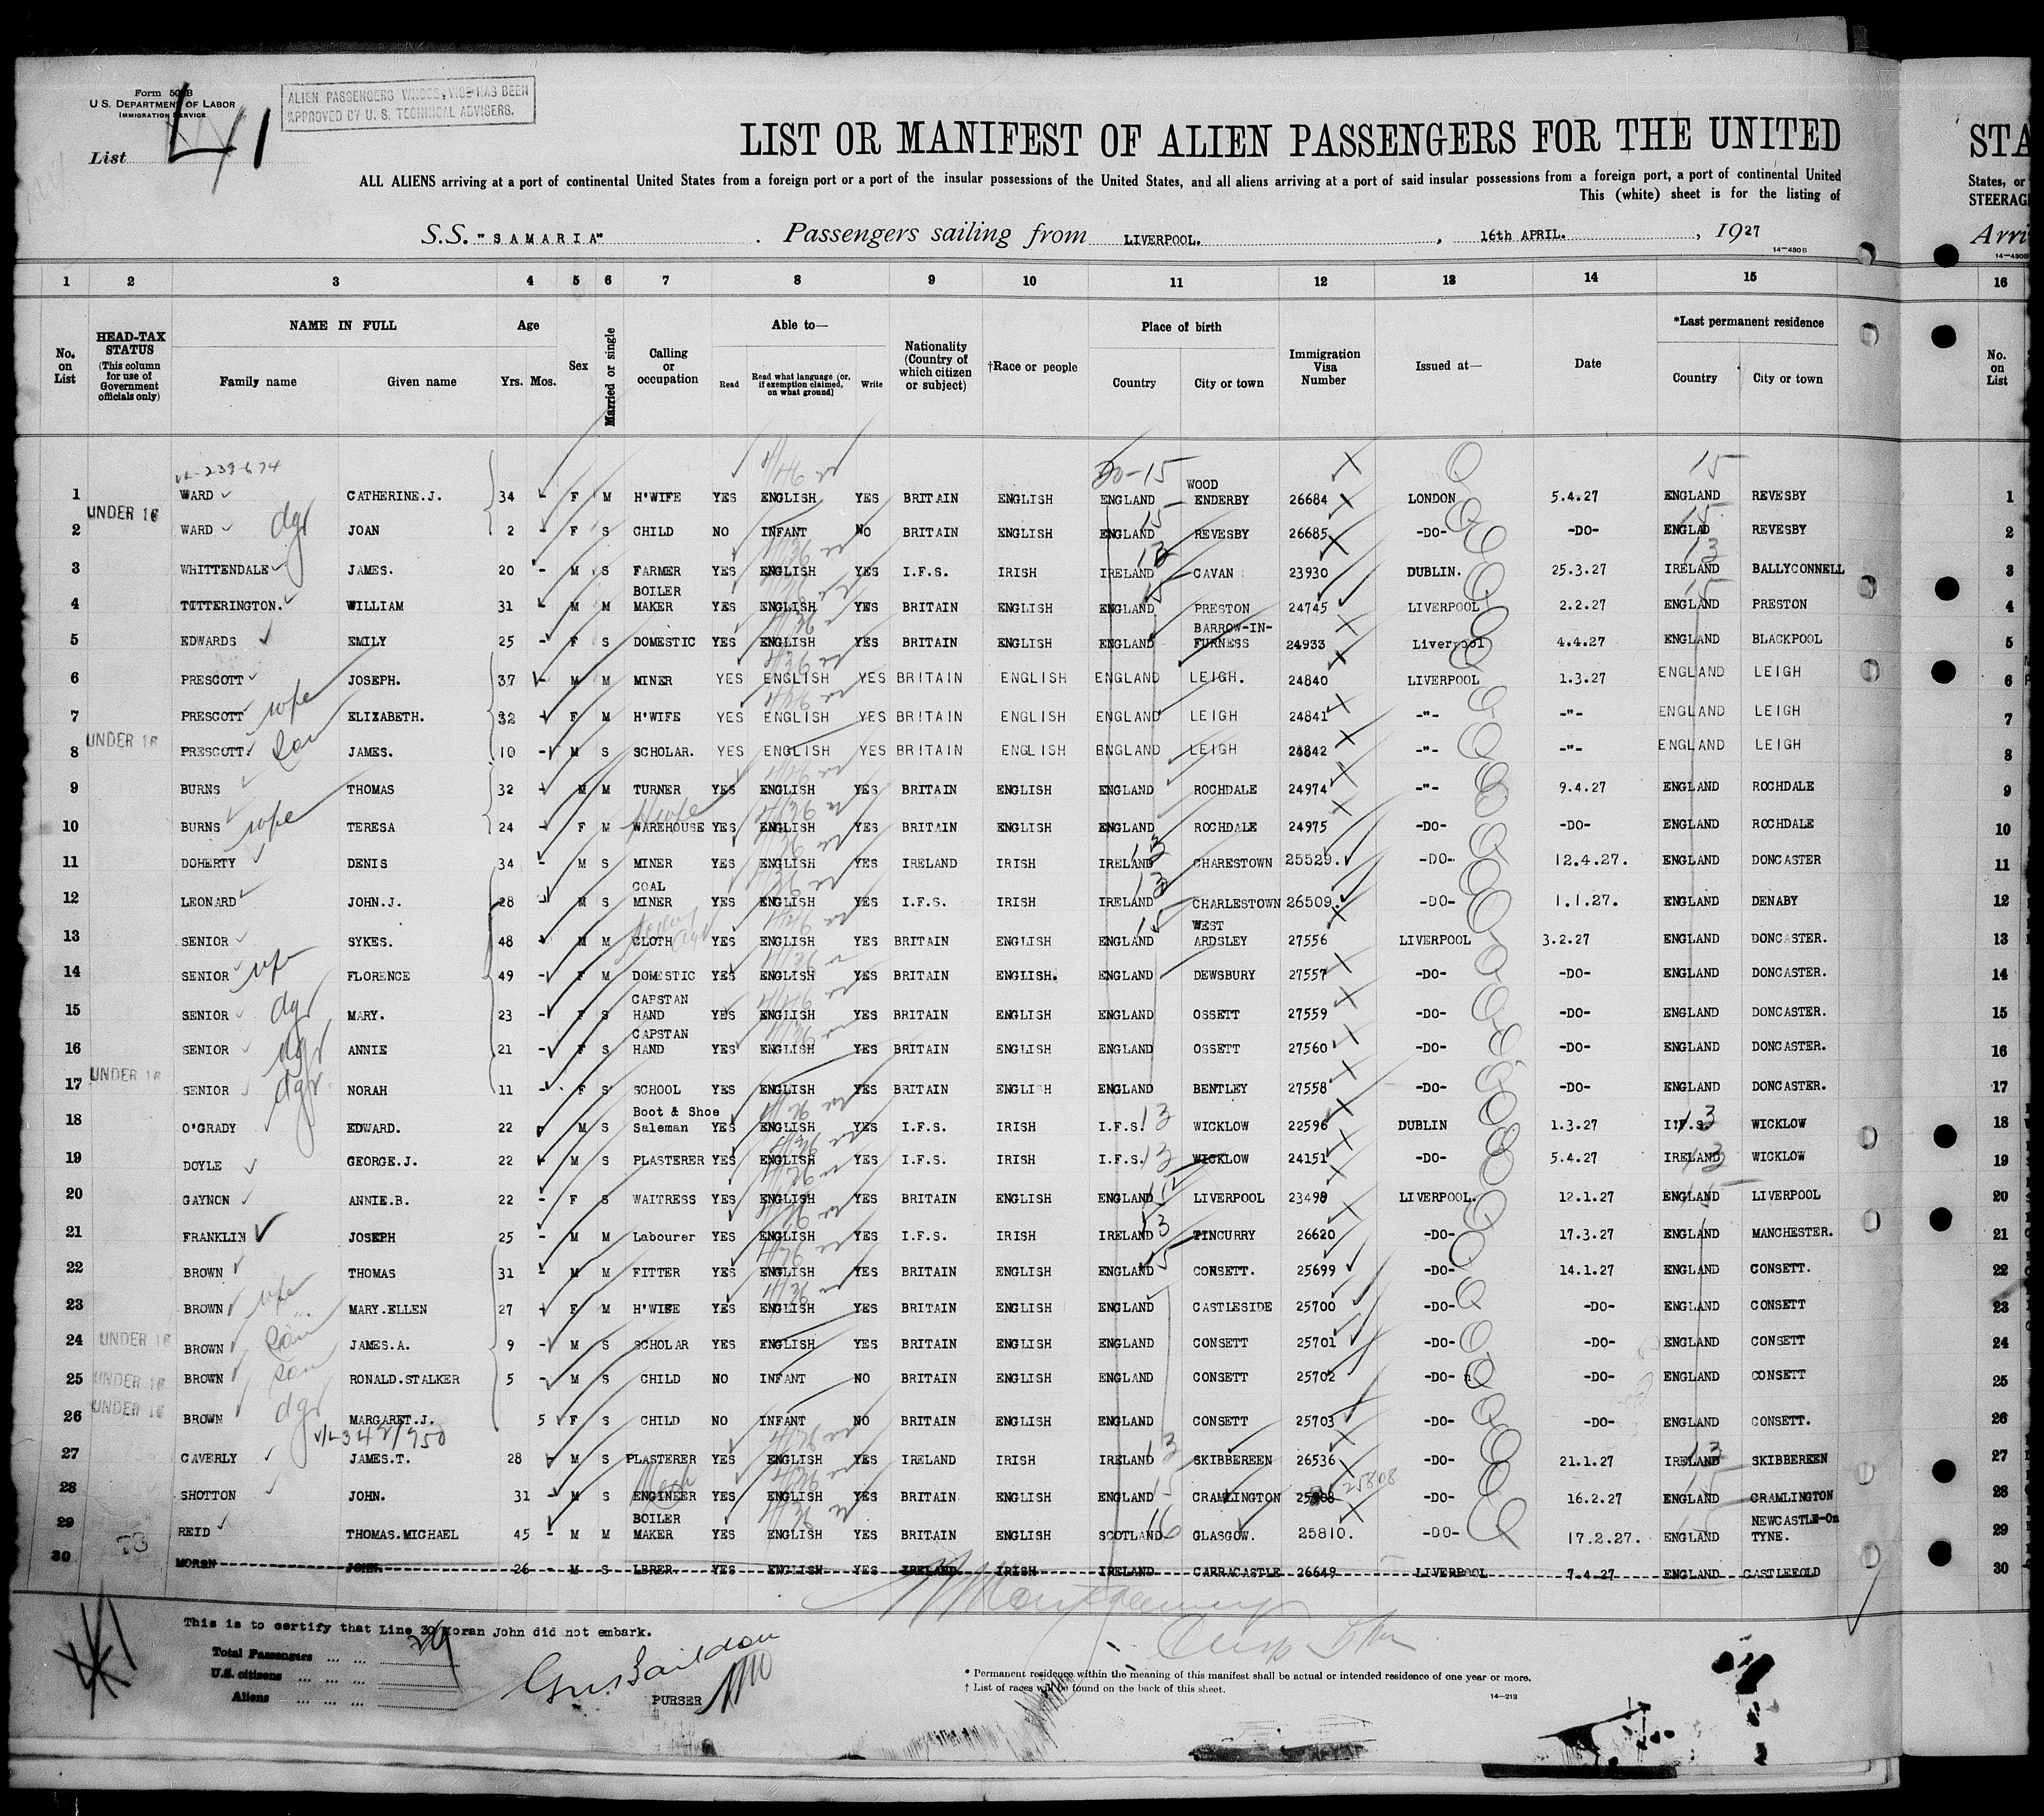 Form 500B
U.S. DEPARTMENT OF LABOR
IMMIGRATION SERVICE
ALIEN PASSENGERS WHOSE VISE HAS BEEN
APPROVED BY U. S. TECHNICAL ADVISERS.
List 41
LIST OR MANIFEST OF ALIEN PASSENGERS FOR THE UNITED
STA
ALL ALIENS arriving at a port of continental United States from a foreign port or a port of the insular possessions of the United States, and all aliens arriving at a port of said insular possessions from a foreign port, a port of continental United
States, or
This (white) sheet is for the listing of
STEERAG
S.S. "SAMARIA" . Passengers sailing from LIVERPOOL. , 16th APRIL. , 1927
Arri
14—430B
1 2 3 4 5 6 7 8 9 10 11 12 13 14 15 16
No. on List
HEAD-TAX STATUS (This column for use of Government officials only)
NAME IN FULL Family name Given name
Age Yrs. Mos.
Sex
Married or single
Calling or occupation
Able to— Read Read what language (or, if exemption claimed, on what ground) Write
Nationality (Country of which citizen or subject)
†Race or people
Place of birth Country City or town
Immigration Visa Number
Issued at—
Date
*Last permanent residence Country City or town
No. on List
1 WARD CATHERINE.J. 34 - F M H'WIFE YES ENGLISH YES BRITAIN ENGLISH ENGLAND WOOD ENDERBY 26684 LONDON 5.4.27 ENGLAND REVESBY 1
UNDER 16
2 WARD dgr JOAN 2 - F S CHILD NO INFANT NO BRITAIN ENGLISH ENGLAND REVESBY 26685 -DO- -DO- ENGLAD REVESBY 2
3 WHITTENDALE JAMES. 20 - M S FARMER YES ENGLISH YES I.F.S. IRISH IRELAND CAVAN 23930 DUBLIN. 25.3.27 IRELAND BALLYCONNELL 3
4 TITTERINGTON. WILLIAM 31 M M BOILER MAKER YES ENGLISH YES BRITAIN ENGLISH ENGLAND PRESTON 24745 LIVERPOOL 2.2.27 ENGLAND PRESTON 4
5 EDWARDS EMILY 25 - F S DOMESTIC YES ENGLISH YES BRITAIN ENGLISH ENGLAND BARROW-IN-FURNESS 24933 Liverpool 4.4.27 ENGLAND BLACKPOOL 5
6 PRESCOTT JOSEPH. 37 - M M MINER YES ENGLISH YES BRITAIN ENGLISH ENGLAND LEIGH. 24840 LIVERPOOL 1.3.27 ENGLAND LEIGH 6
7 PRESCOTT wife ELIZABETH. 32 F M H'WIFE YES ENGLISH YES BRITAIN ENGLISH ENGLAND LEIGH 24841 -"- -"- ENGLAND LEIGH 7
UNDER 16
8 PRESCOTT. son JAMES. 10 - M S SCHOLAR. YES ENGLISH YES BRITAIN ENGLISH ENGLAND LEIGH 24842 -"- -"- ENGLAND LEIGH 8
9 BURNS THOMAS 32 M M TURNER YES ENGLISH YES BRITAIN ENGLISH ENGLAND ROCHDALE 24974 -"- 9.4.27 ENGLAND ROCHDALE 9
10 BURNS wife TERESA 24 - F M WAREHOUSE H wife YES ENGLISH YES BRITAIN ENGLISH ENGLAND ROCHDALE 24975 -DO- -DO- ENGLAND ROCHDALE 10
11 DOHERTY DENIS 34 - M S MINER YES ENGLISH YES IRELAND IRISH IRELAND CHARESTOWN 25529. -DO- 12.4.27. ENGLAND DONCASTER 11
12 LEONARD JOHN.J. 28 M S COAL MINER YES ENGLISH YES I.F.S. IRISH IRELAND CHARLESTOWN 26509. -DO- 1.1.27. ENGLAND DENABY 12
13 SENIOR SYKES. 48 M M CLOTH YES ENGLISH YES BRITAIN ENGLISH ENGLAND WEST ARDSLEY 27556 LIVERPOOL 3.2.27 ENGLAND DONCASTER. 13
14 SENIOR wife FLORENCE 49 - F M DOMESTIC YES ENGLISH YES BRITAIN ENGLISH. ENGLAND DEWSBURY 27557 -DO- -DO- ENGLAND DONCASTER. 14
15 SENIOR dgr MARY. 23 - F S CAPSTAN HAND YES ENGLISH YES BRITAIN ENGLISH ENGLAND OSSETT 27559 -DO- -DO- ENGLAND DONCASTER. 15
16 SENIOR dgr ANNIE 21 - F S CAPSTAN HAND YES ENGLISH YES BRITAIN ENGLISH ENGLAND OSSETT 27560 -DO- -DO- ENGLAND DONCASTER. 16
UNDER 16
17 SENIOR dgr NORAH 11 - F S SCHOOL YES ENGLISH YES BRITAIN ENGLISH ENGLAND BENTLEY 27558 -DO- -DO- ENGLAND DONCASTER. 17
18 O'GRADY EDWARD. 22 M S Boot & Shoe Saleman YES ENGLISH YES I.F.S. IRISH I.F.S. 13 WICKLOW 22596 DUBLIN 1.3.27 I.F.S. 13 WICKLOW 18
19 DOYLE GEORGE.J. 22 M S PLASTERER YES ENGLISH YES I.F.S. IRISH I.F.S. 13 WICKLOW 24151 -DO- 5.4.27 IRELAND 13 WICKLOW 19
20 GAYNON ANNIE.B. 22 - F S WAITRESS YES ENGLISH YES BRITAIN ENGLISH ENGLAND LIVERPOOL 23498 LIVERPOOL. 12.1.27 ENGLAND LIVERPOOL 20
21 FRANKLIN JOSEPH 25 - M M Labourer YES ENGLISH YES I.F.S. IRISH IRELAND TINCURRY 26620 -DO- 17.3.27 ENGLAND MANCHESTER. 21
22 BROWN THOMAS 31 - M M FITTER YES ENGLISH YES BRITAIN ENGLISH ENGLAND CONSETT. 25699 -DO- 14.1.27 ENGLAND CONSETT. 22
23 BROWN wife MARY.ELLEN 27 F M H'WIFE YES ENGLISH YES BRITAIN ENGLISH ENGLAND CASTLESIDE 25700 -DO- -DO- ENGLAND CONSETT 23
24 UNDER 16 BROWN son JAMES.A. 9 - M S SCHOLAR YES ENGLISH YES BRITAIN ENGLISH ENGLAND CONSETT 25701 -DO- -DO- ENGLAND CONSETT 24
25 UNDER 16 BROWN son RONALD.STALKER 5 - M S CHILD NO INFANT NO BRITAIN ENGLISH ENGLAND CONSETT 25702 -DO- -DO- ENGLAND CONSETT 25
26 UNDER 16 BROWN dgr MARGARET.J. 5 F S CHILD NO INFANT NO BRITAIN ENGLISH ENGLAND CONSETT 25703 -DO- -DO- ENGLAND CONSETT. 26
27 CAVERLY JAMES.T. 28 M S PLASTERER YES ENGLISH YES IRELAND IRISH IRELAND 13 SKIBBEREEN 26536 -DO- 21.1.27 IRELAND 13 SKIBBEREEN 27
28 SHOTTON JOHN. 31 - M S ENGINEER YES ENGLISH YES BRITAIN ENGLISH ENGLAND CRAMLINGTON 25808 -DO- 16.2.27 ENGLAND CRAMLINGTON 28
29 REID THOMAS.MICHAEL 45 - M M BOILER MAKER YES ENGLISH YES BRITAIN ENGLISH SCOTLAND 16 GLASGOW. 25810. -DO- 17.2.27. ENGLAND NEWCASTLE-On TYNE. 29
30 MORAN JOHN. 26 - M S LBRER YES ENGLISH YES IRELAND. IRISH IRELAND CARRACASTLE 26649 LIVERPOOL 7.4.27 ENGLAND CASTLEFOLD 30
This is to certify that Line 30 Moran John did not embark.
Total Passengers ... ... 29
U.S. citizens ... ... ...
Aliens ... ... ...
PURSER
* Permanent residence within the meaning of this manifest shall be actual or intended residence of one year or more.
† List of races will be found on the back of this sheet.
14—213